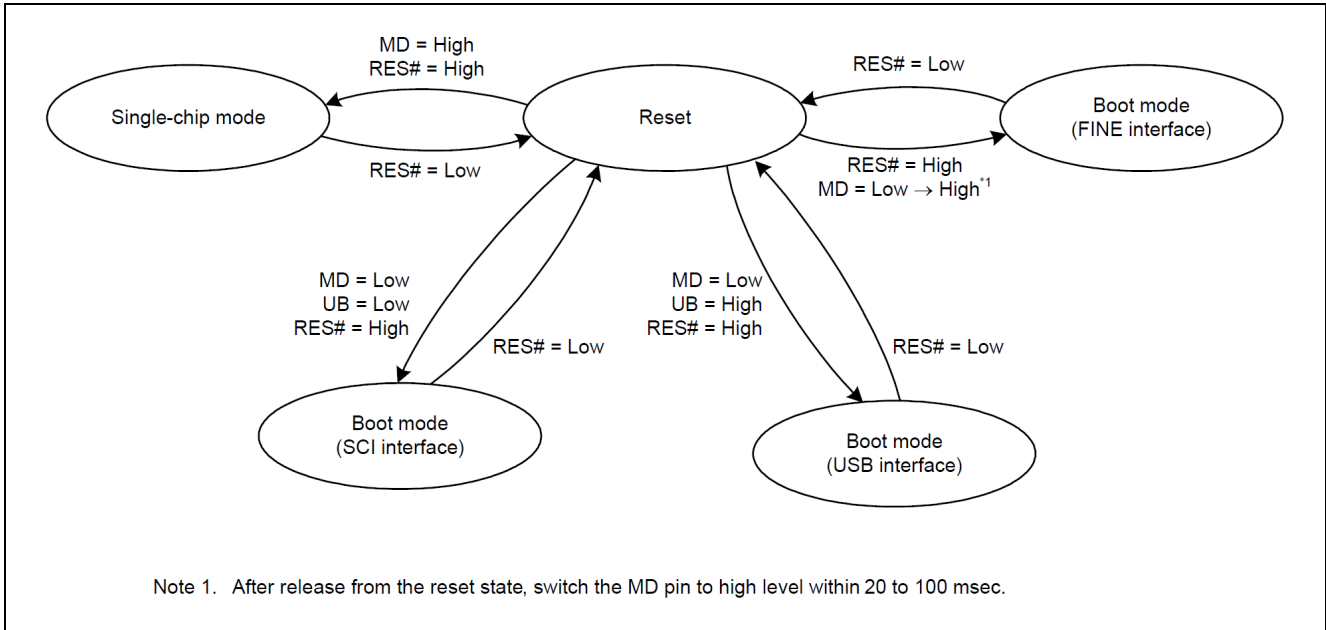 MD = High
RES# = High
RES# = Low
Single-chip mode
Reset
Boot mode
(FINE interface)
RES# = Low
RES# = High
MD = Low → High*1
MD = Low
UB = Low
RES# = High
MD = Low
UB = High
RES# = High
RES# = Low
RES# = Low
Boot mode
(SCI interface)
Boot mode
(USB interface)
Note 1. After release from the reset state, switch the MD pin to high level within 20 to 100 msec.